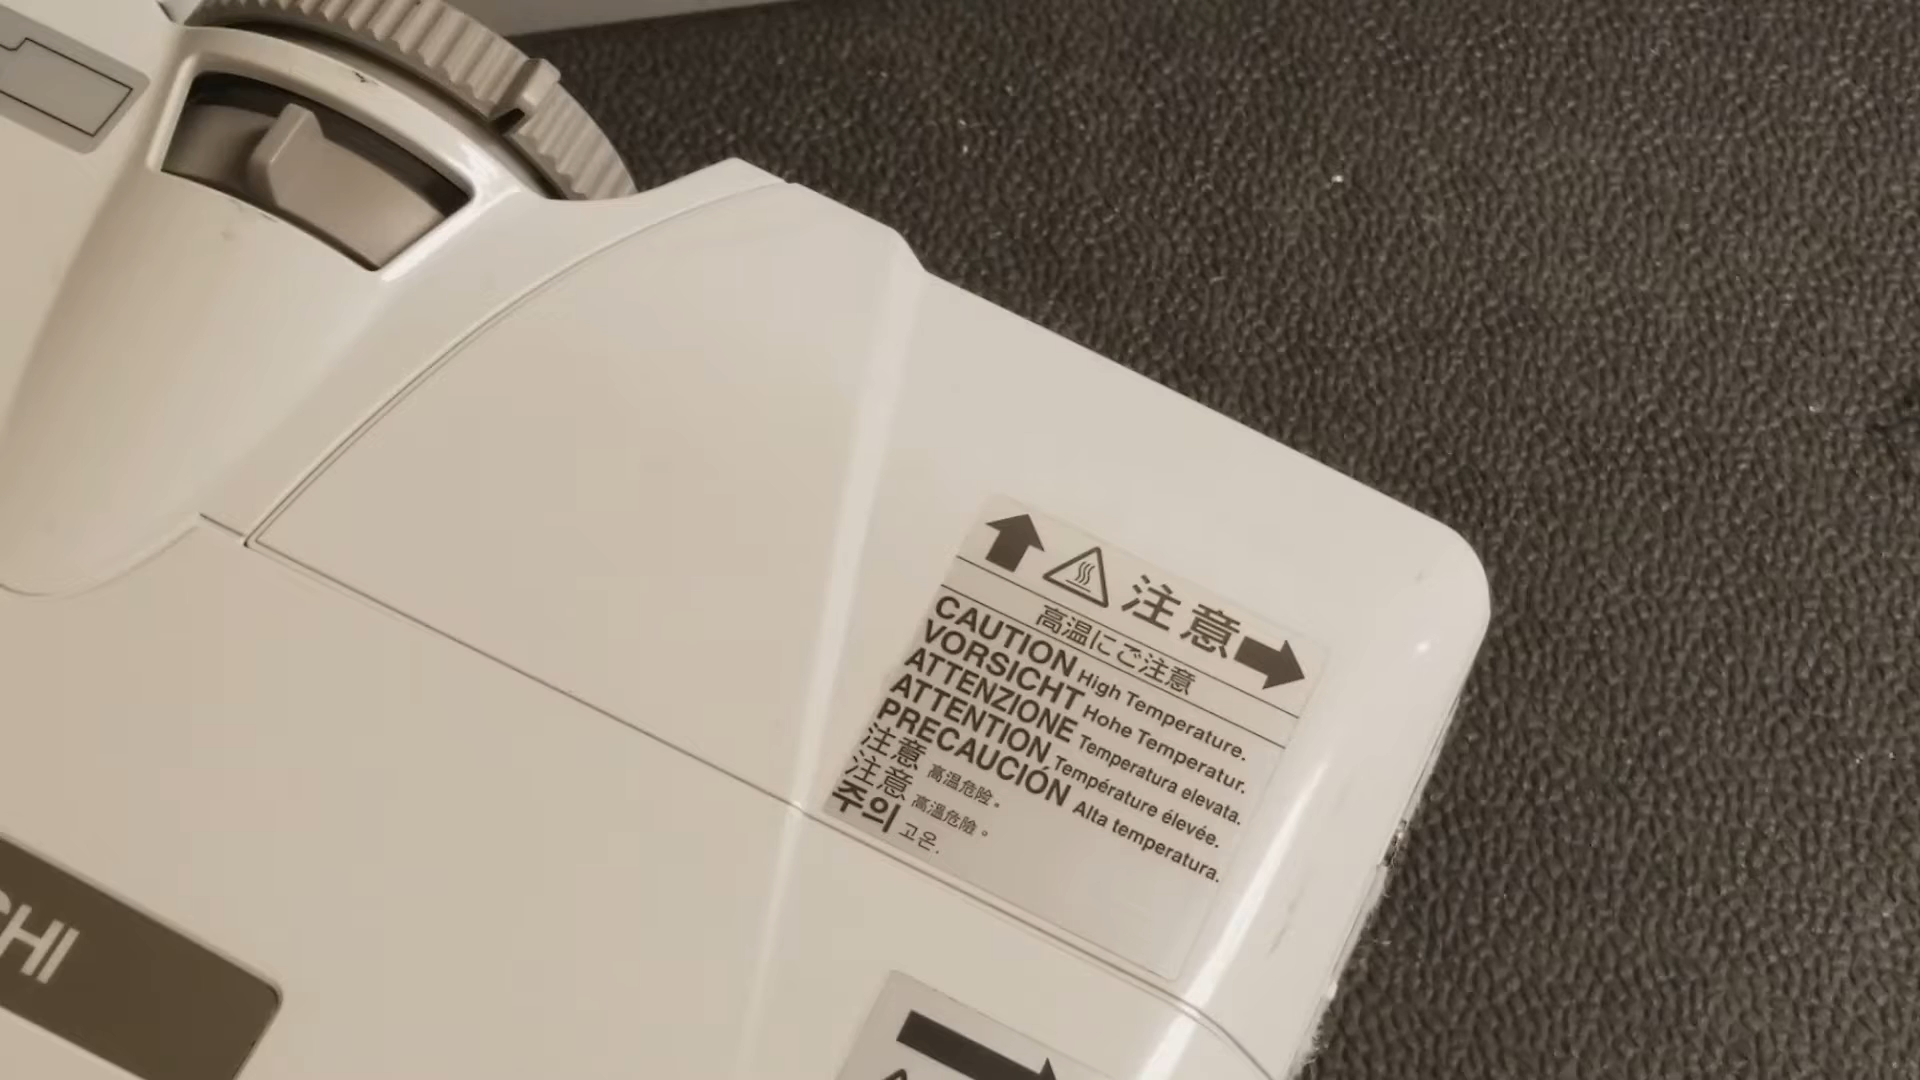 注意
高温にご注意
CAUTION High Temperature.
VORSICHT Hohe Temperatur.
ATTENZIONE Temperatura elevata.
ATTENTION Température élevée.
PRECAUCIÓN Alta temperatura.
注意 高温危险。
注意 高溫危險。
주의 고온.
CHI